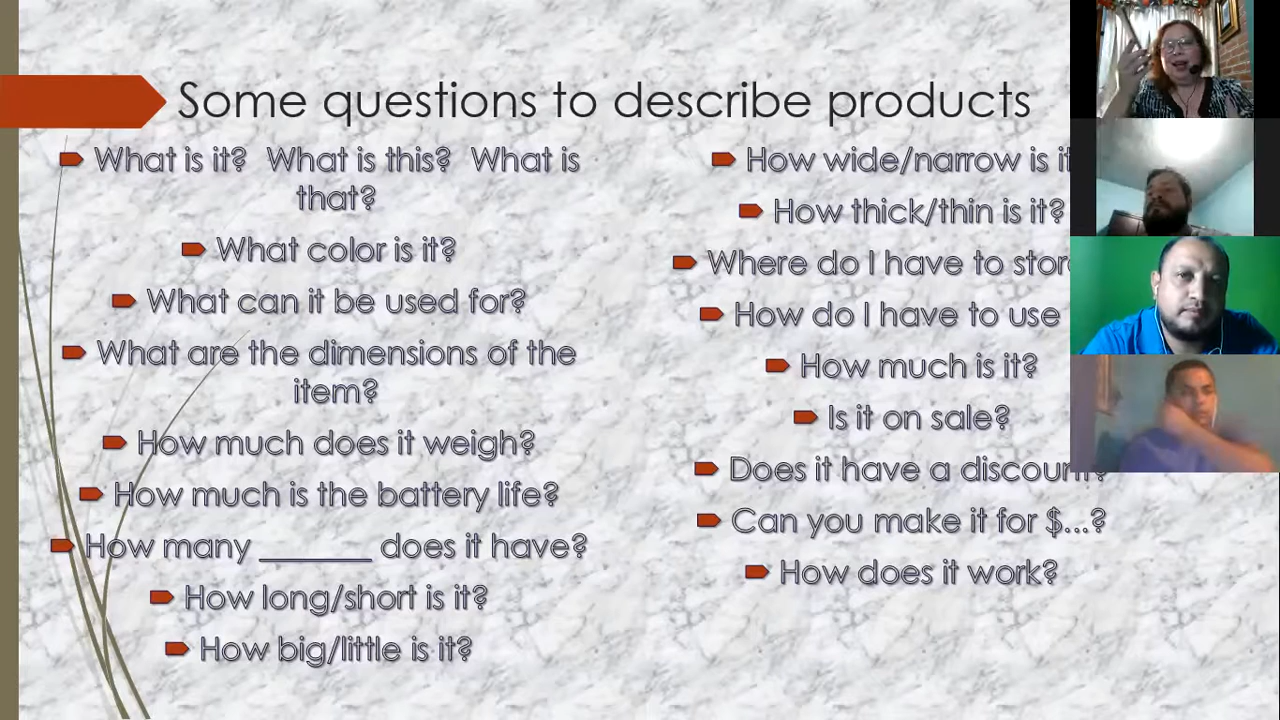 Some questions to describe products
What is it? What is this? What is
that?
What color is it?
What can it be used for?
What are the dimensions of the
item?
How much does it weigh?
How much is the battery life?
How many _______ does it have?
How long/short is it?
How big/little is it?
How wide/narrow is it
How thick/thin is it?
Where do I have to
How do I have to use
How much is it?
Is it on sale?
Does it have a discount?
Can you make it for $...?
How does it work?